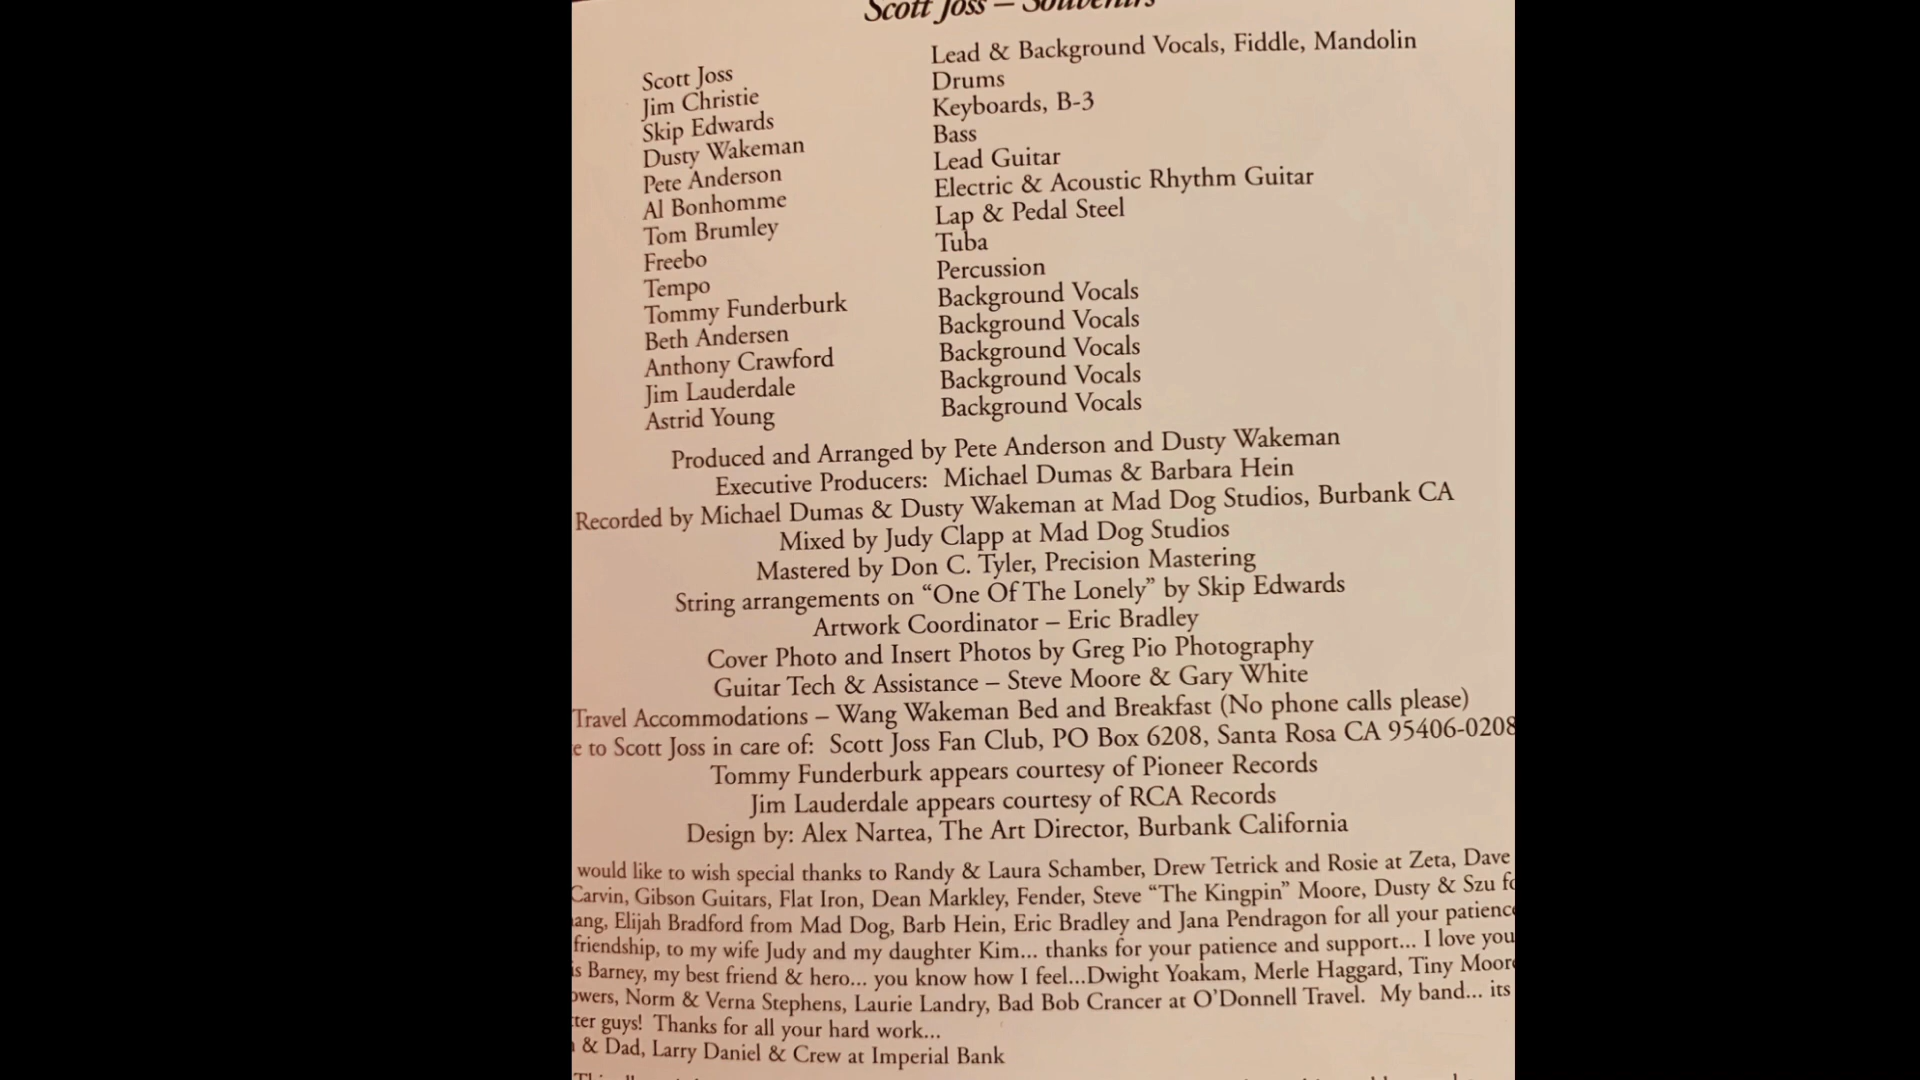 Scott Joss – Souvenirs
Scott Joss Lead & Background Vocals, Fiddle, Mandolin
Jim Christie Drums
Skip Edwards Keyboards, B-3
Dusty Wakeman Bass
Pete Anderson Lead Guitar
Al Bonhomme Electric & Acoustic Rhythm Guitar
Tom Brumley Lap & Pedal Steel
Freebo Tuba
Tempo Percussion
Tommy Funderburk Background Vocals
Beth Andersen Background Vocals
Anthony Crawford Background Vocals
Jim Lauderdale Background Vocals
Astrid Young Background Vocals
Produced and Arranged by Pete Anderson and Dusty Wakeman
Executive Producers: Michael Dumas & Barbara Hein
Recorded by Michael Dumas & Dusty Wakeman at Mad Dog Studios, Burbank CA
Mixed by Judy Clapp at Mad Dog Studios
Mastered by Don C. Tyler, Precision Mastering
String arrangements on “One Of The Lonely” by Skip Edwards
Artwork Coordinator – Eric Bradley
Cover Photo and Insert Photos by Greg Pio Photography
Guitar Tech & Assistance – Steve Moore & Gary White
Travel Accommodations – Wang Wakeman Bed and Breakfast (No phone calls please)
e to Scott Joss in care of: Scott Joss Fan Club, PO Box 6208, Santa Rosa CA 95406-0208
Tommy Funderburk appears courtesy of Pioneer Records
Jim Lauderdale appears courtesy of RCA Records
Design by: Alex Nartea, The Art Director, Burbank California
would like to wish special thanks to Randy & Laura Schamber, Drew Tetrick and Rosie at Zeta, Dave
Carvin, Gibson Guitars, Flat Iron, Dean Markley, Fender, Steve “The Kingpin” Moore, Dusty & Szu fo
ang, Elijah Bradford from Mad Dog, Barb Hein, Eric Bradley and Jana Pendragon for all your patience
friendship, to my wife Judy and my daughter Kim... thanks for your patience and support... I love you
is Barney, my best friend & hero... you know how I feel...Dwight Yoakam, Merle Haggard, Tiny Moore
owers, Norm & Verna Stephens, Laurie Landry, Bad Bob Crancer at O’Donnell Travel. My band... its
tter guys! Thanks for all your hard work...
& Dad, Larry Daniel & Crew at Imperial Bank